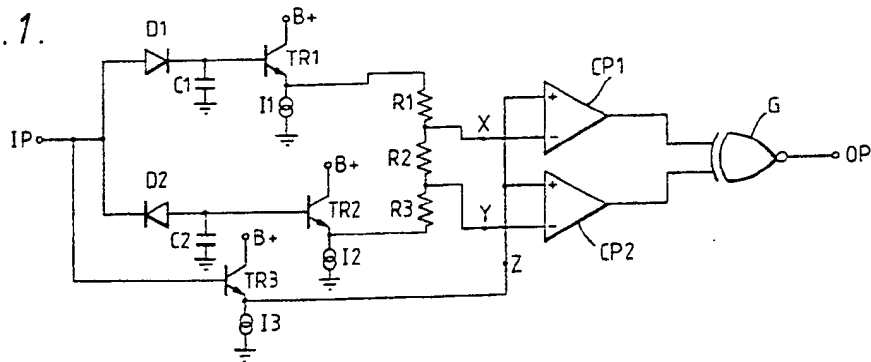 .1.
D1
B+
TR1
C1
I1
R1
X
CP1
G
IP
R2
OP
D2
B+
R3
Y
TR2
C2
B+
I2
CP2
TR3
Z
I3
+
-
+
-